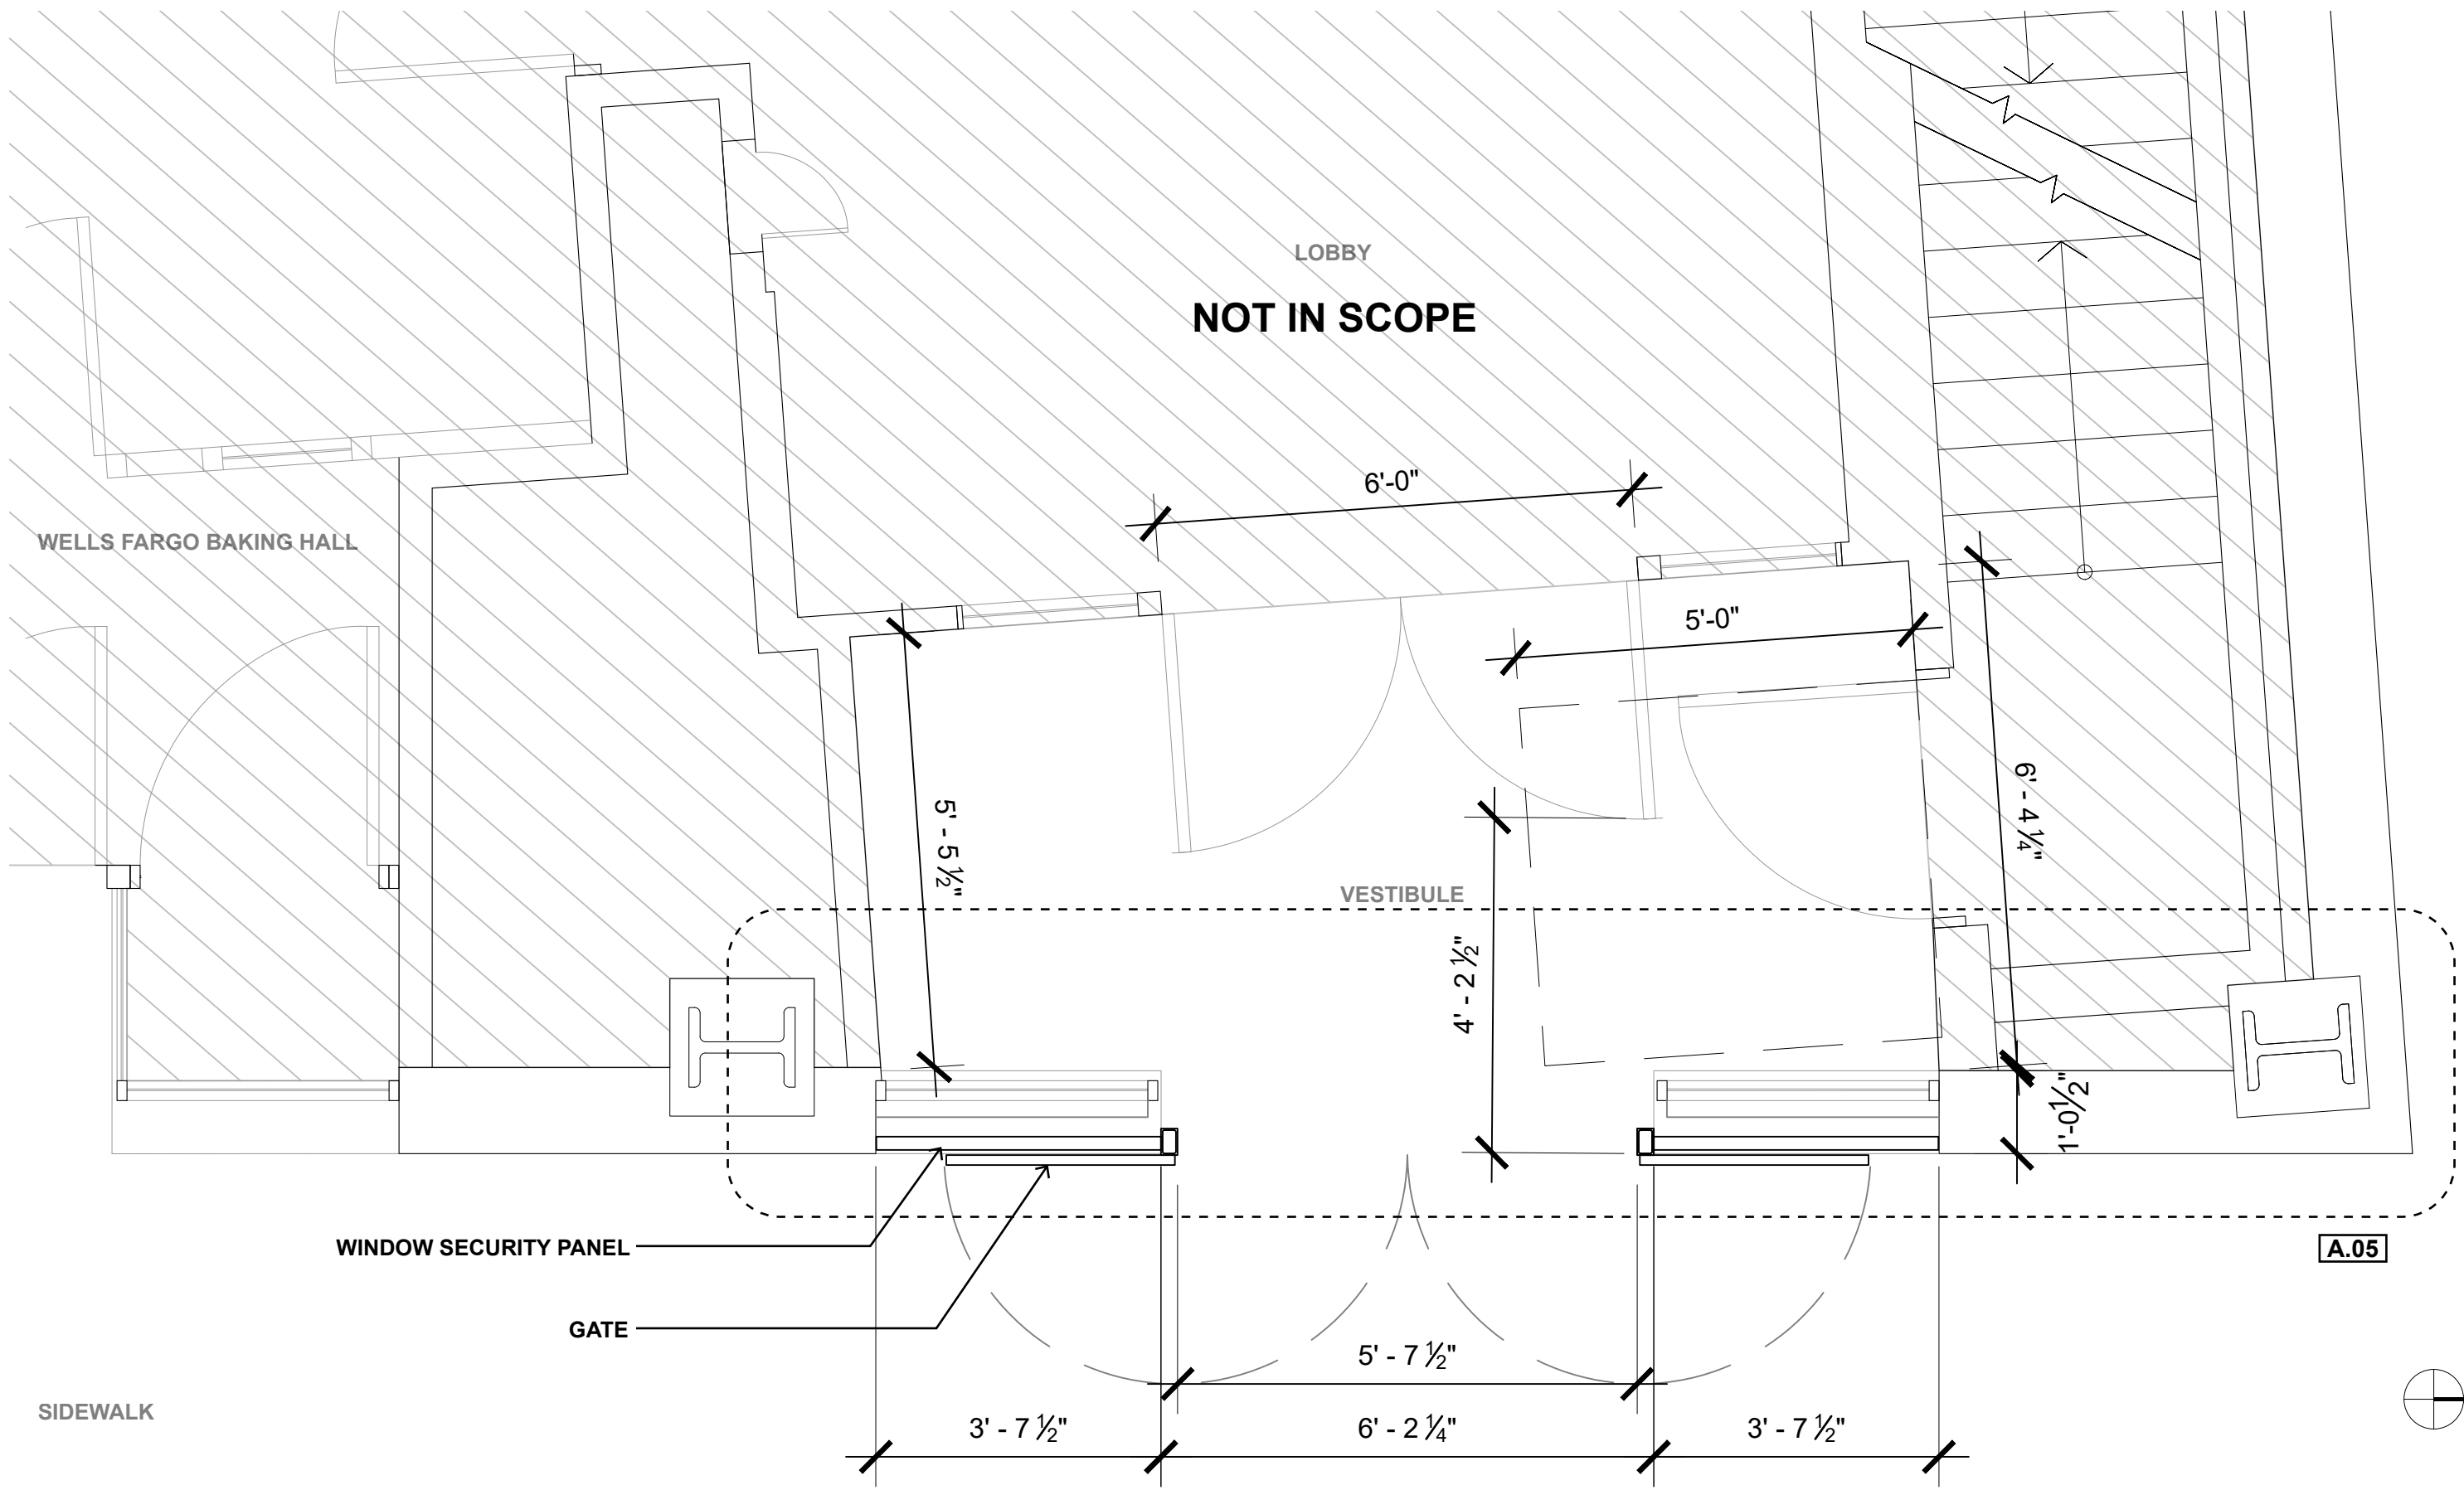 LOBBY
NOT IN SCOPE
6'-0"
WELLS FARGO BAKING HALL
5'-0"
6' - 4 ¼"
5' - 5 ½"
VESTIBULE
4' - 2 ½"
1'-0½"
WINDOW SECURITY PANEL
A.05
GATE
5' - 7 ½"
SIDEWALK
3' - 7 ½"
6' - 2 ¼"
3' - 7 ½"